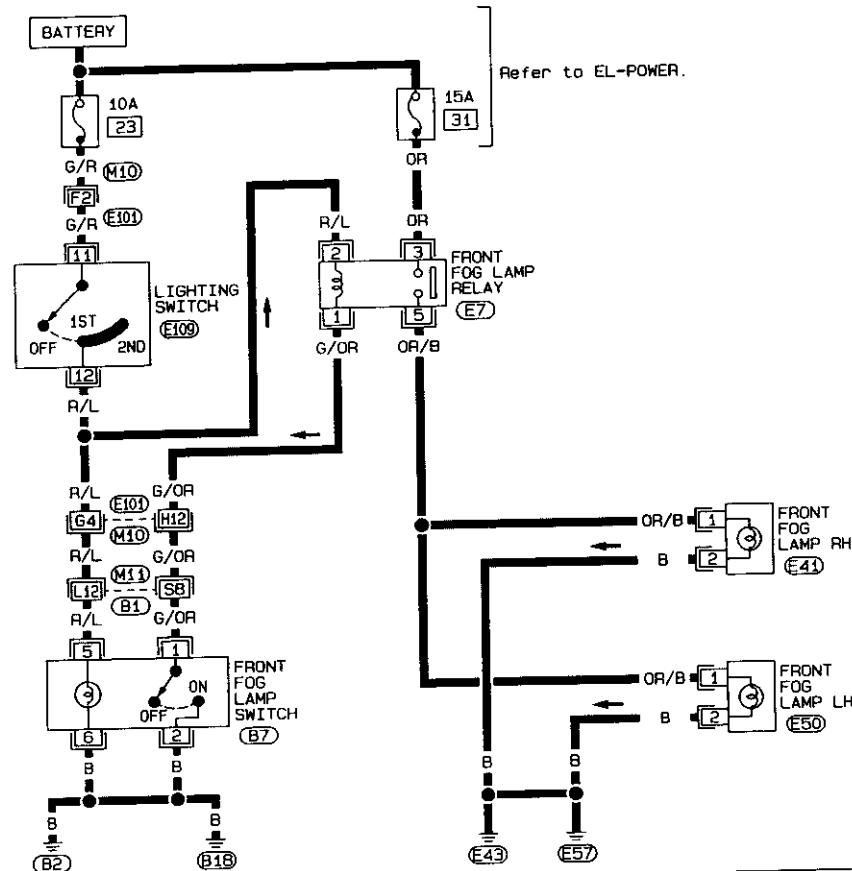 BATTERY
Refer to EL-POWER.
10A
23
15A
31
G/R
M10
F2
G/R
E101
OR
OR
R/L
11
2
3
FRONT
FOG LAMP
RELAY
E7
LIGHTING
SWITCH
E109
1ST
OFF
2ND
1
5
G/OR
OR/B
12
R/L
R/L
E101
G/OR
G4
H12
M10
R/L
G/OR
M11
L12
S8
B1
R/L
G/OR
5
1
FRONT
FOG
LAMP
SWITCH
B7
ON
OFF
6
2
B
B
B
B
B2
B18
OR/B
1
FRONT
FOG
LAMP RH
E41
B
2
OR/B
1
FRONT
FOG
LAMP LH
E50
B
2
B
B
E43
E57